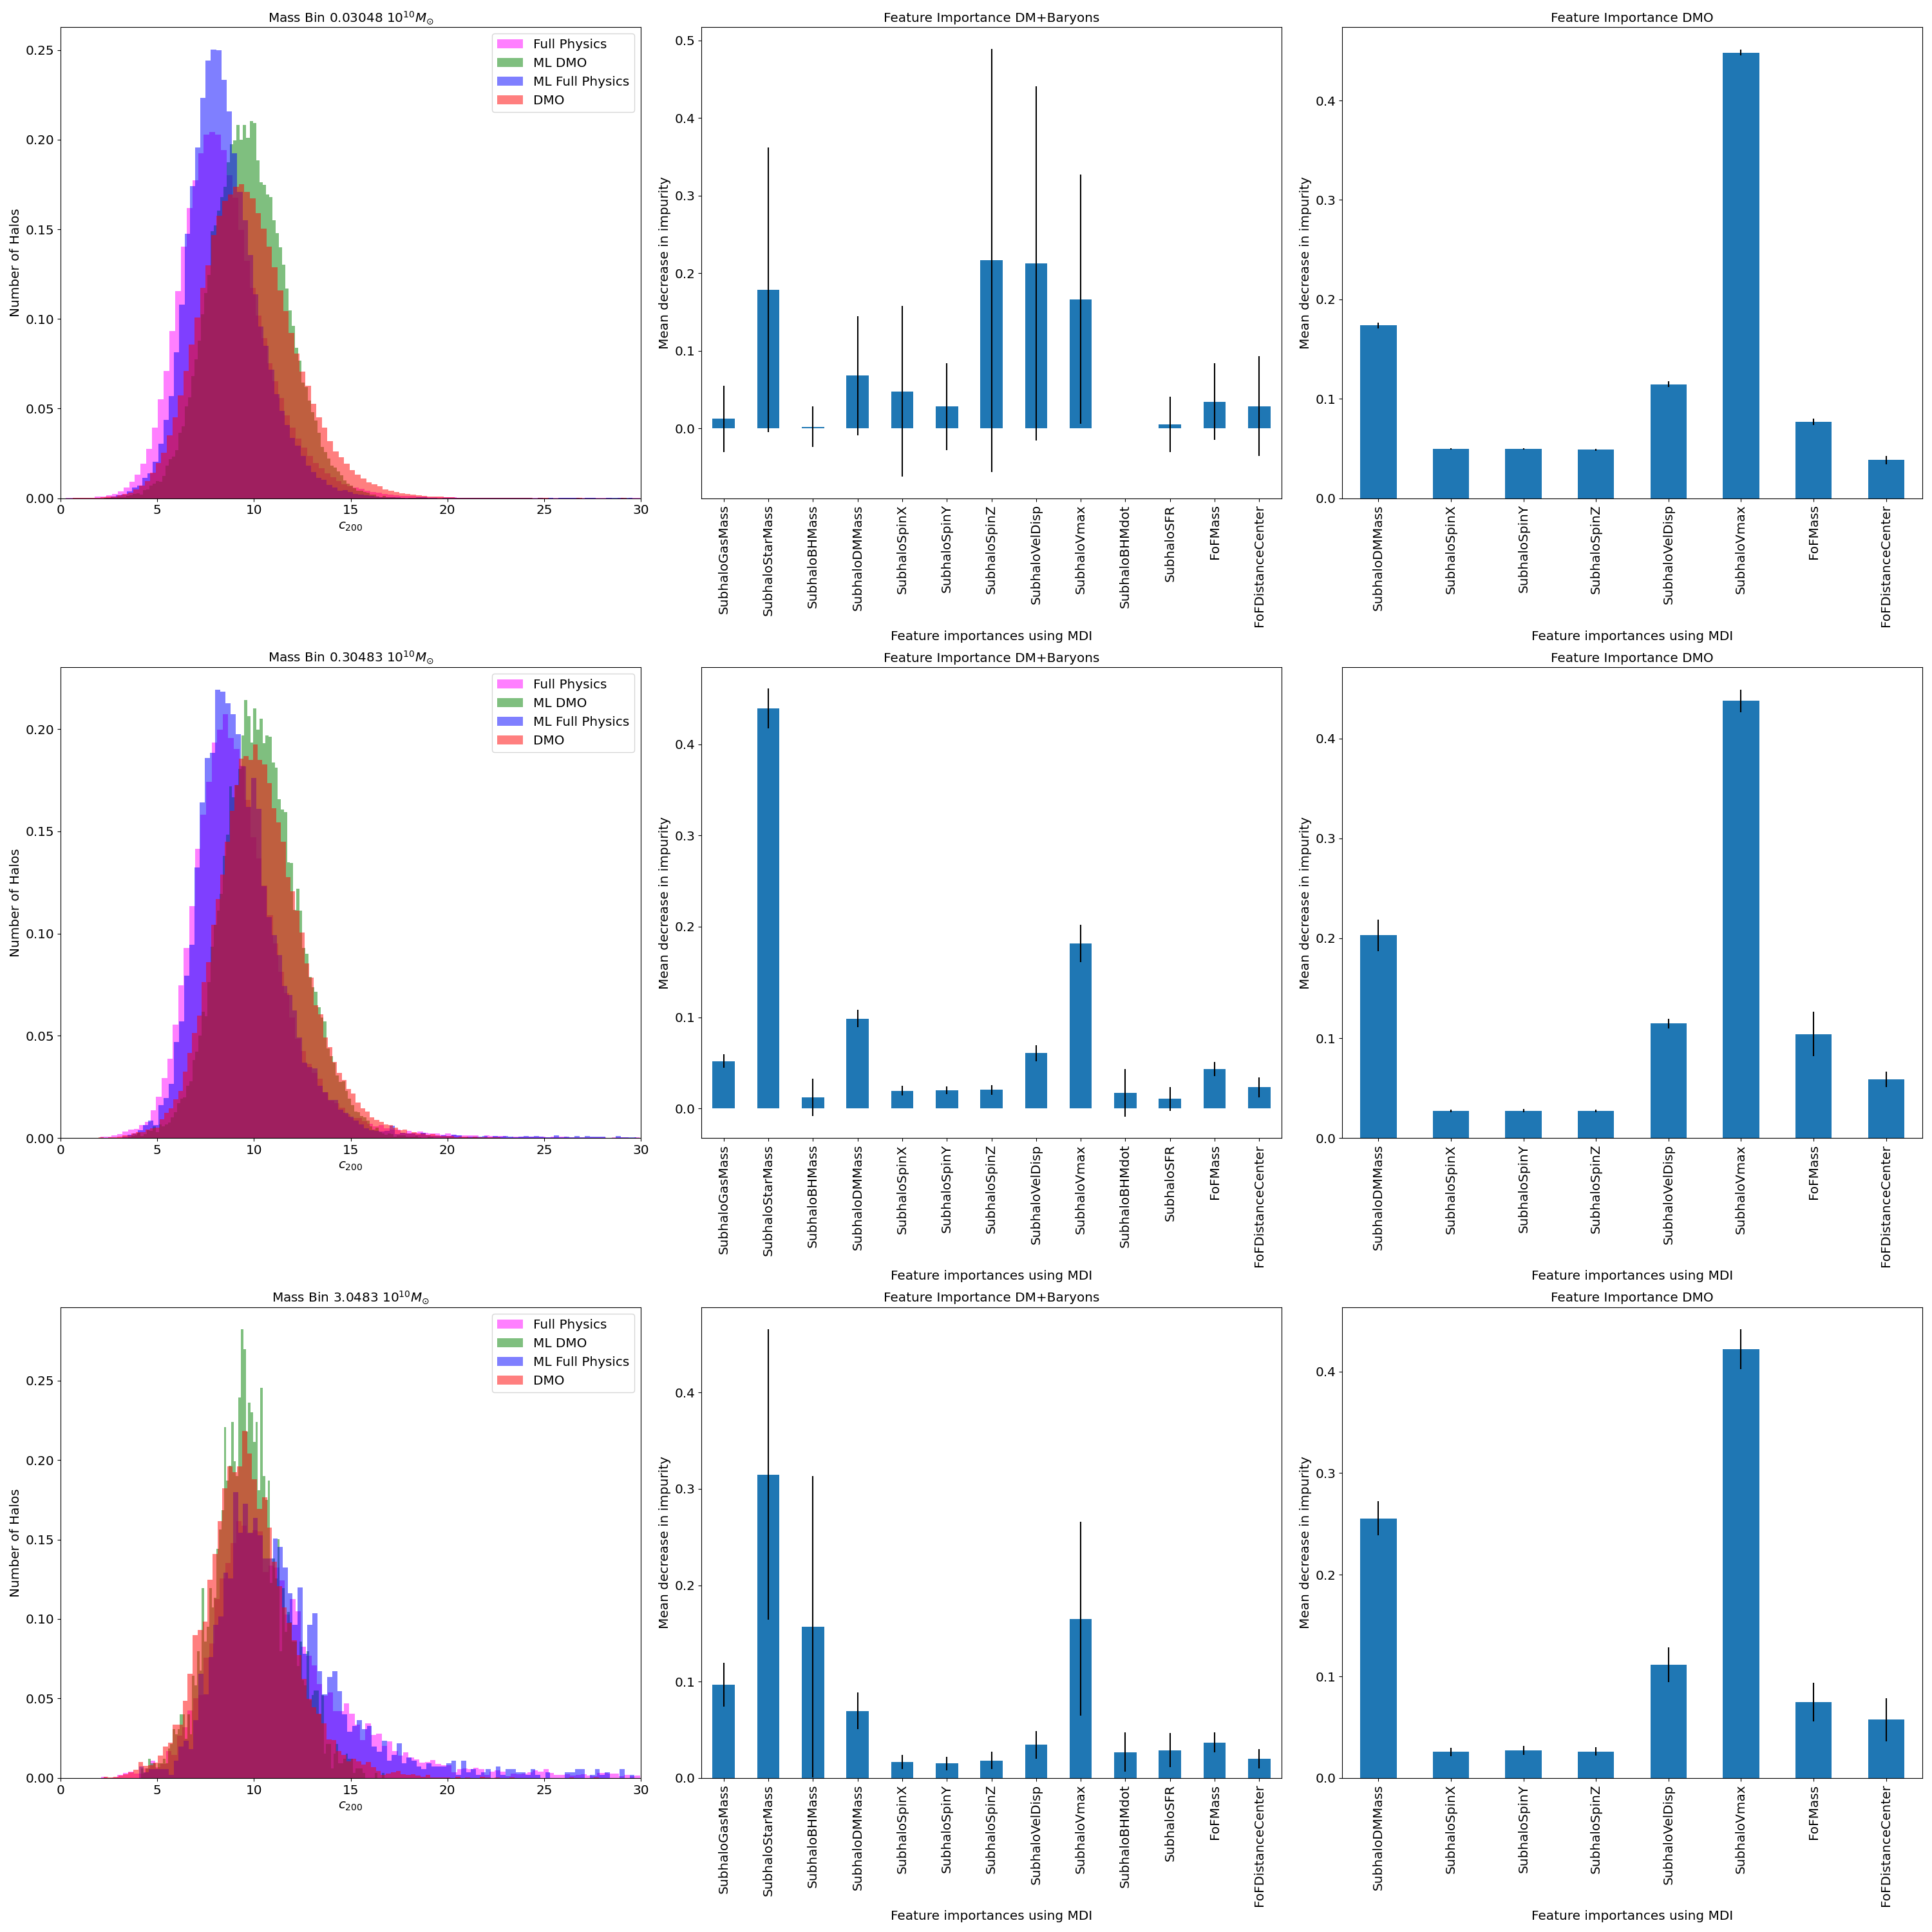 Mass Bin 0.03048 10¹⁰M⊙
Number of Halos
0.25
0.20
0.15
0.10
0.05
0.00
0 5 10 15 20 25 30
c₂₀₀
Full Physics
ML DMO
ML Full Physics
DMO
Feature Importance DM+Baryons
Mean decrease in impurity
0.5
0.4
0.3
0.2
0.1
0.0
SubhaloGasMass
SubhaloStarMass
SubhaloBHMass
SubhaloDMMass
SubhaloSpinX
SubhaloSpinY
SubhaloSpinZ
SubhaloVelDisp
SubhaloVmax
SubhaloBHMdot
SubhaloSFR
FoFMass
FoFDistanceCenter
Feature importances using MDI
Feature Importance DMO
Mean decrease in impurity
0.4
0.3
0.2
0.1
0.0
SubhaloDMMass
SubhaloSpinX
SubhaloSpinY
SubhaloSpinZ
SubhaloVelDisp
SubhaloVmax
FoFMass
FoFDistanceCenter
Feature importances using MDI
Mass Bin 0.30483 10¹⁰M⊙
Number of Halos
0.20
0.15
0.10
0.05
0.00
0 5 10 15 20 25 30
c₂₀₀
Full Physics
ML DMO
ML Full Physics
DMO
Feature Importance DM+Baryons
Mean decrease in impurity
0.4
0.3
0.2
0.1
0.0
SubhaloGasMass
SubhaloStarMass
SubhaloBHMass
SubhaloDMMass
SubhaloSpinX
SubhaloSpinY
SubhaloSpinZ
SubhaloVelDisp
SubhaloVmax
SubhaloBHMdot
SubhaloSFR
FoFMass
FoFDistanceCenter
Feature importances using MDI
Feature Importance DMO
Mean decrease in impurity
0.4
0.3
0.2
0.1
0.0
SubhaloDMMass
SubhaloSpinX
SubhaloSpinY
SubhaloSpinZ
SubhaloVelDisp
SubhaloVmax
FoFMass
FoFDistanceCenter
Feature importances using MDI
Mass Bin 3.0483 10¹⁰M⊙
Number of Halos
0.25
0.20
0.15
0.10
0.05
0.00
0 5 10 15 20 25 30
c₂₀₀
Full Physics
ML DMO
ML Full Physics
DMO
Feature Importance DM+Baryons
Mean decrease in impurity
0.4
0.3
0.2
0.1
0.0
SubhaloGasMass
SubhaloStarMass
SubhaloBHMass
SubhaloDMMass
SubhaloSpinX
SubhaloSpinY
SubhaloSpinZ
SubhaloVelDisp
SubhaloVmax
SubhaloBHMdot
SubhaloSFR
FoFMass
FoFDistanceCenter
Feature importances using MDI
Feature Importance DMO
Mean decrease in impurity
0.4
0.3
0.2
0.1
0.0
SubhaloDMMass
SubhaloSpinX
SubhaloSpinY
SubhaloSpinZ
SubhaloVelDisp
SubhaloVmax
FoFMass
FoFDistanceCenter
Feature importances using MDI